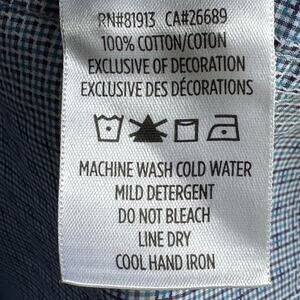 RN#81913 CA#26689
100% COTTON/COTON
EXCLUSIVE OF DECORATION
EXCLUSIVE DES DÉCORATIONS
MACHINE WASH COLD WATER
MILD DETERGENT
DO NOT BLEACH
LINE DRY
COOL HAND IRON